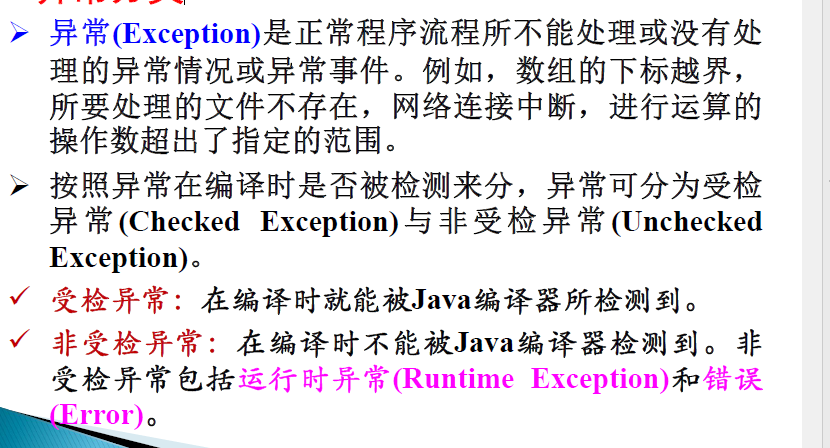 异常(Exception)是正常程序流程所不能处理或没有处
理的异常情况或异常事件。例如，数组的下标越界，
所要处理的文件不存在，网络连接中断，进行运算的
操作数超出了指定的范围。
按照异常在编译时是否被检测来分，异常可分为受检
异常(Checked Exception)与非受检异常(Unchecked
Exception)。
受检异常：在编译时就能被Java编译器所检测到。
非受检异常：在编译时不能被Java编译器检测到。非
受检异常包括运行时异常(Runtime Exception)和错误
(Error)。